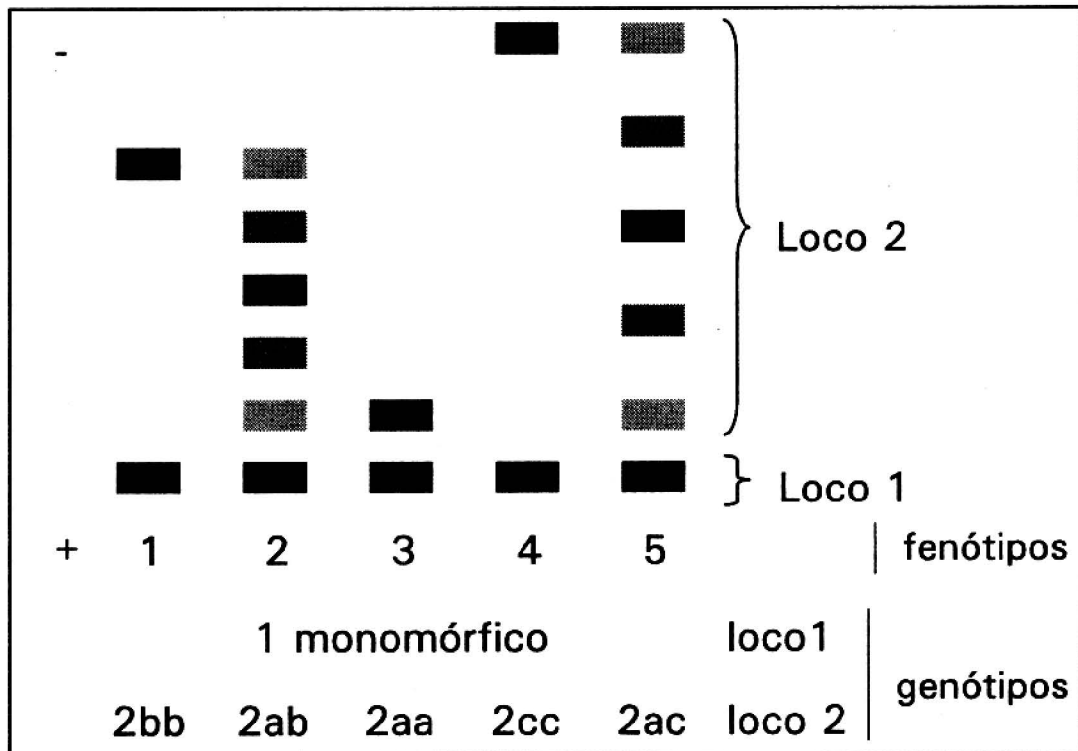 -
Loco 2
Loco 1
+ 1 2 3 4 5 fenótipos
1 monomórfico loco1
genótipos
2bb 2ab 2aa 2cc 2ac loco 2